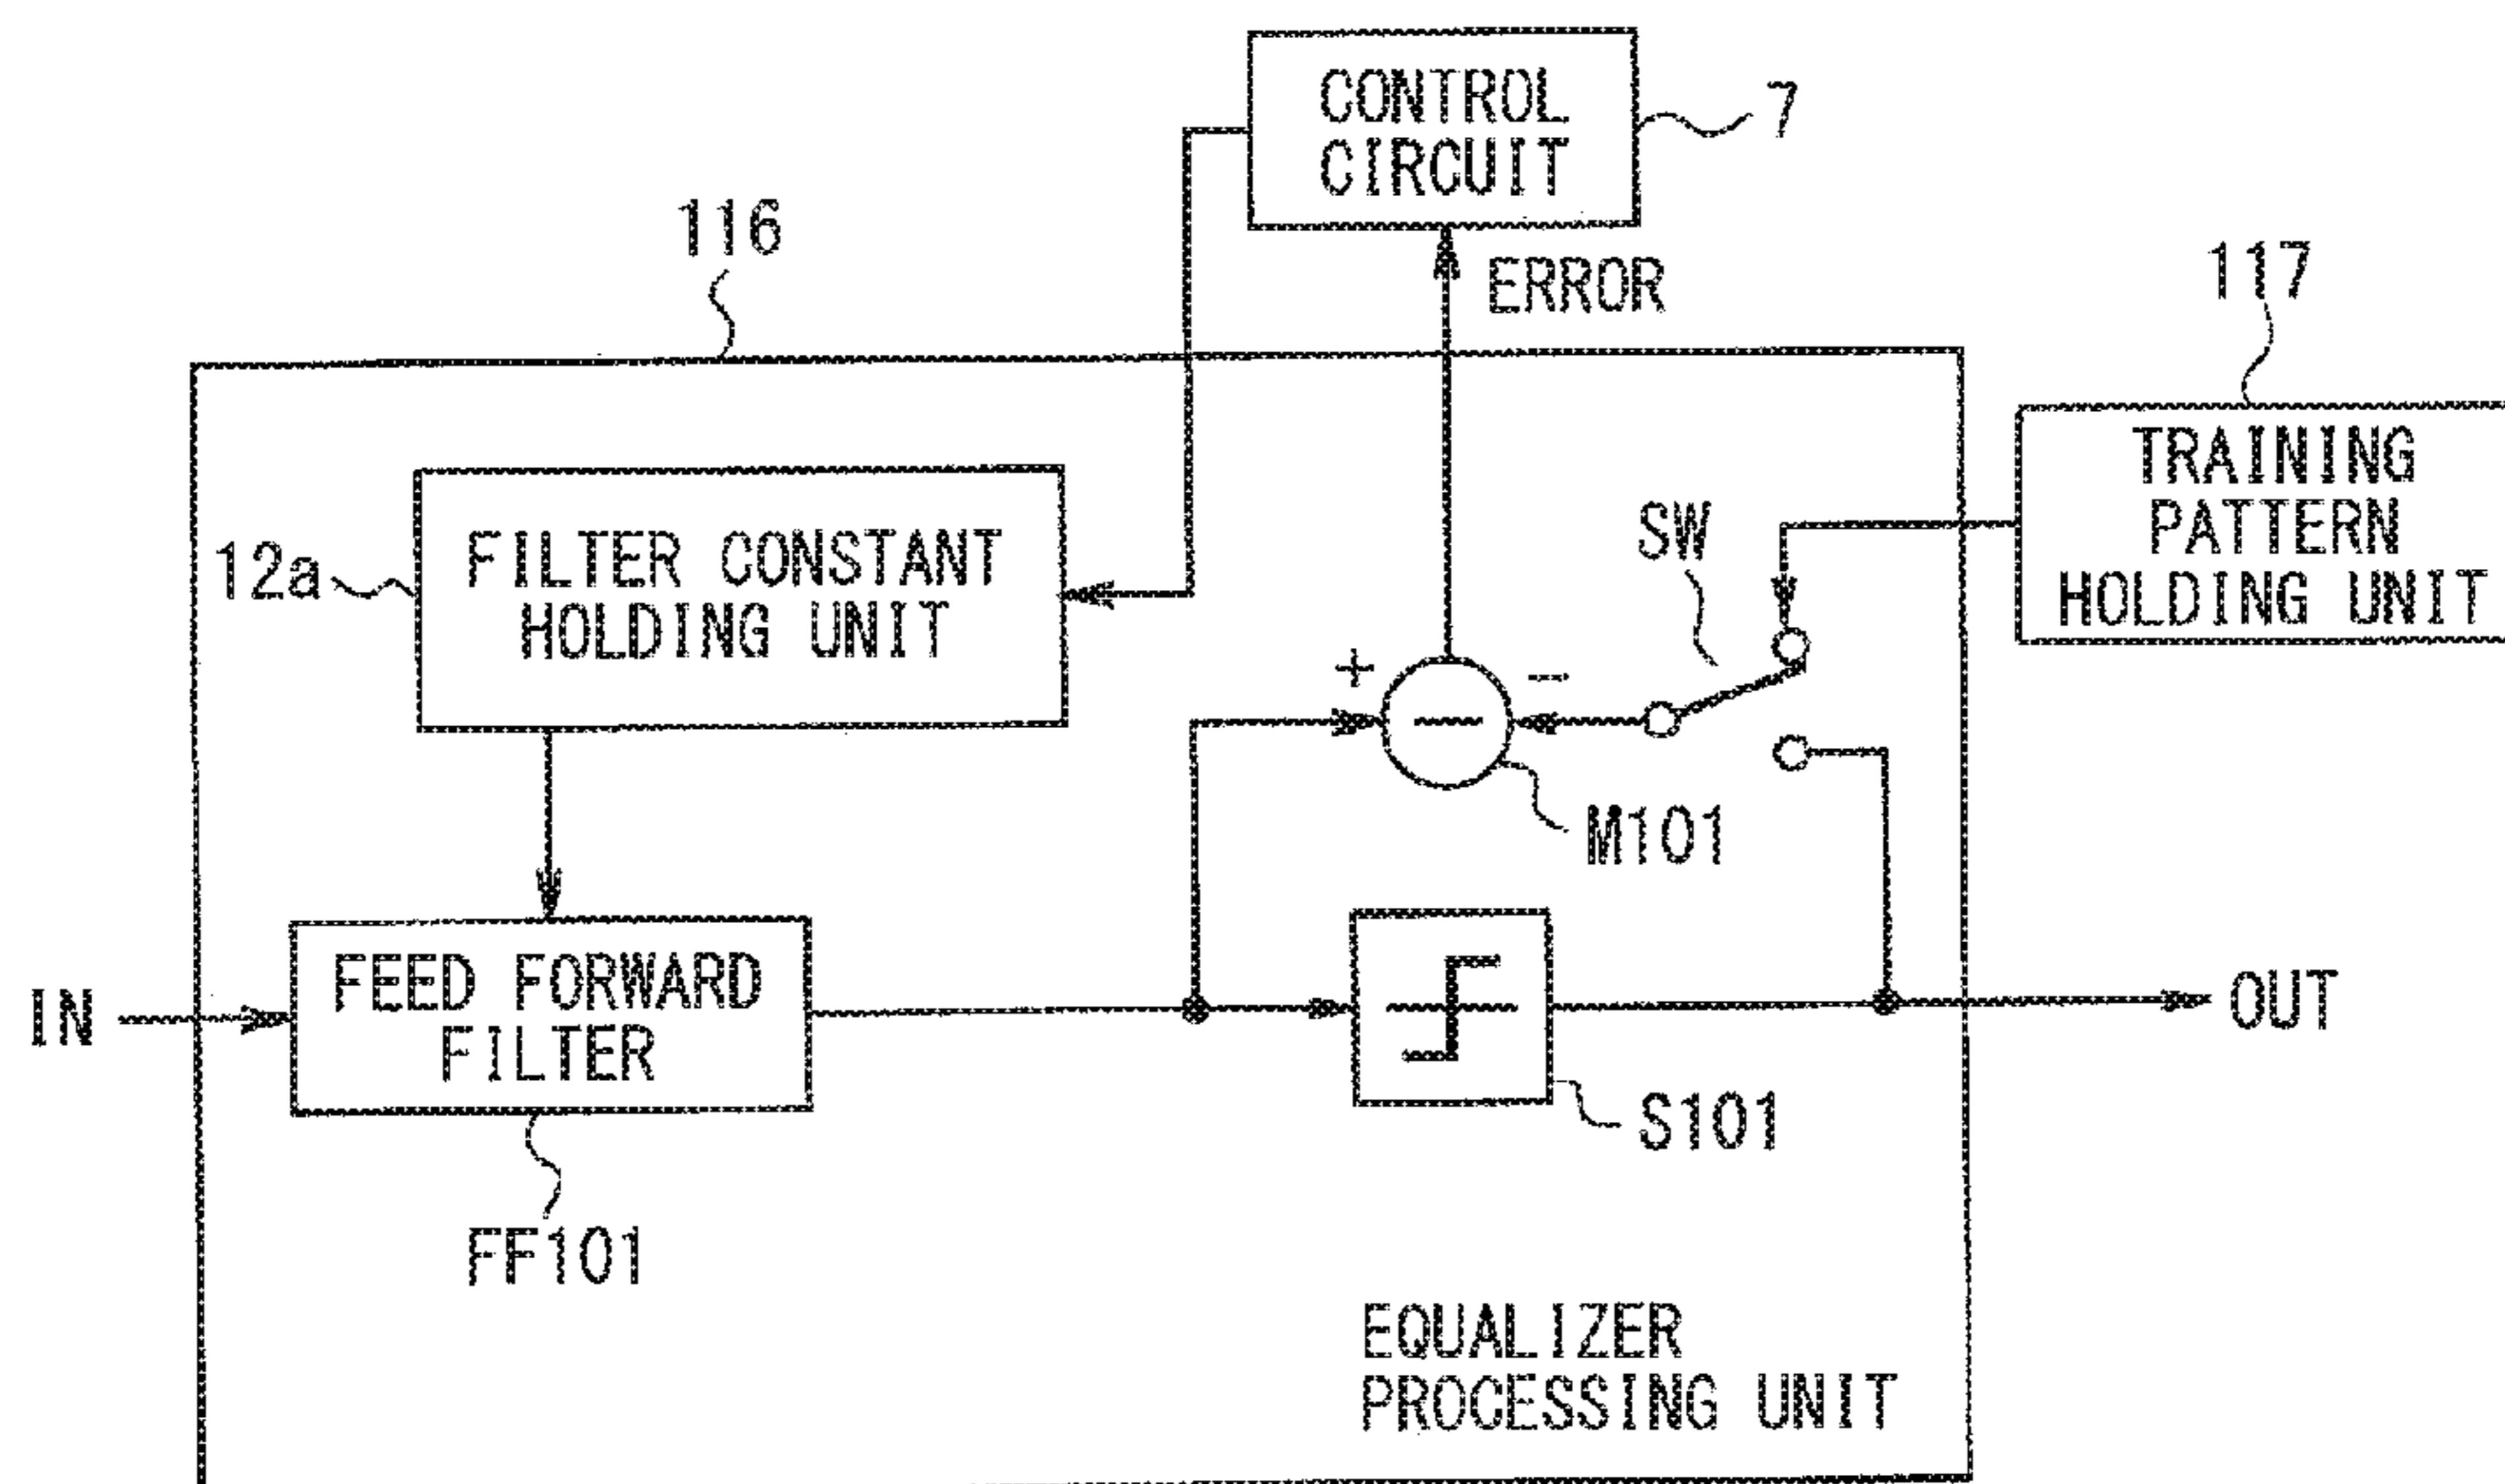 CONTROL
CIRCUIT
7
116
ERROR
117
TRAINING
PATTERN
HOLDING UNIT
12a
FILTER CONSTANT
HOLDING UNIT
SW
+
−
−
M101
IN
FEED FORWARD
FILTER
OUT
S101
FF101
EQUALIZER
PROCESSING UNIT